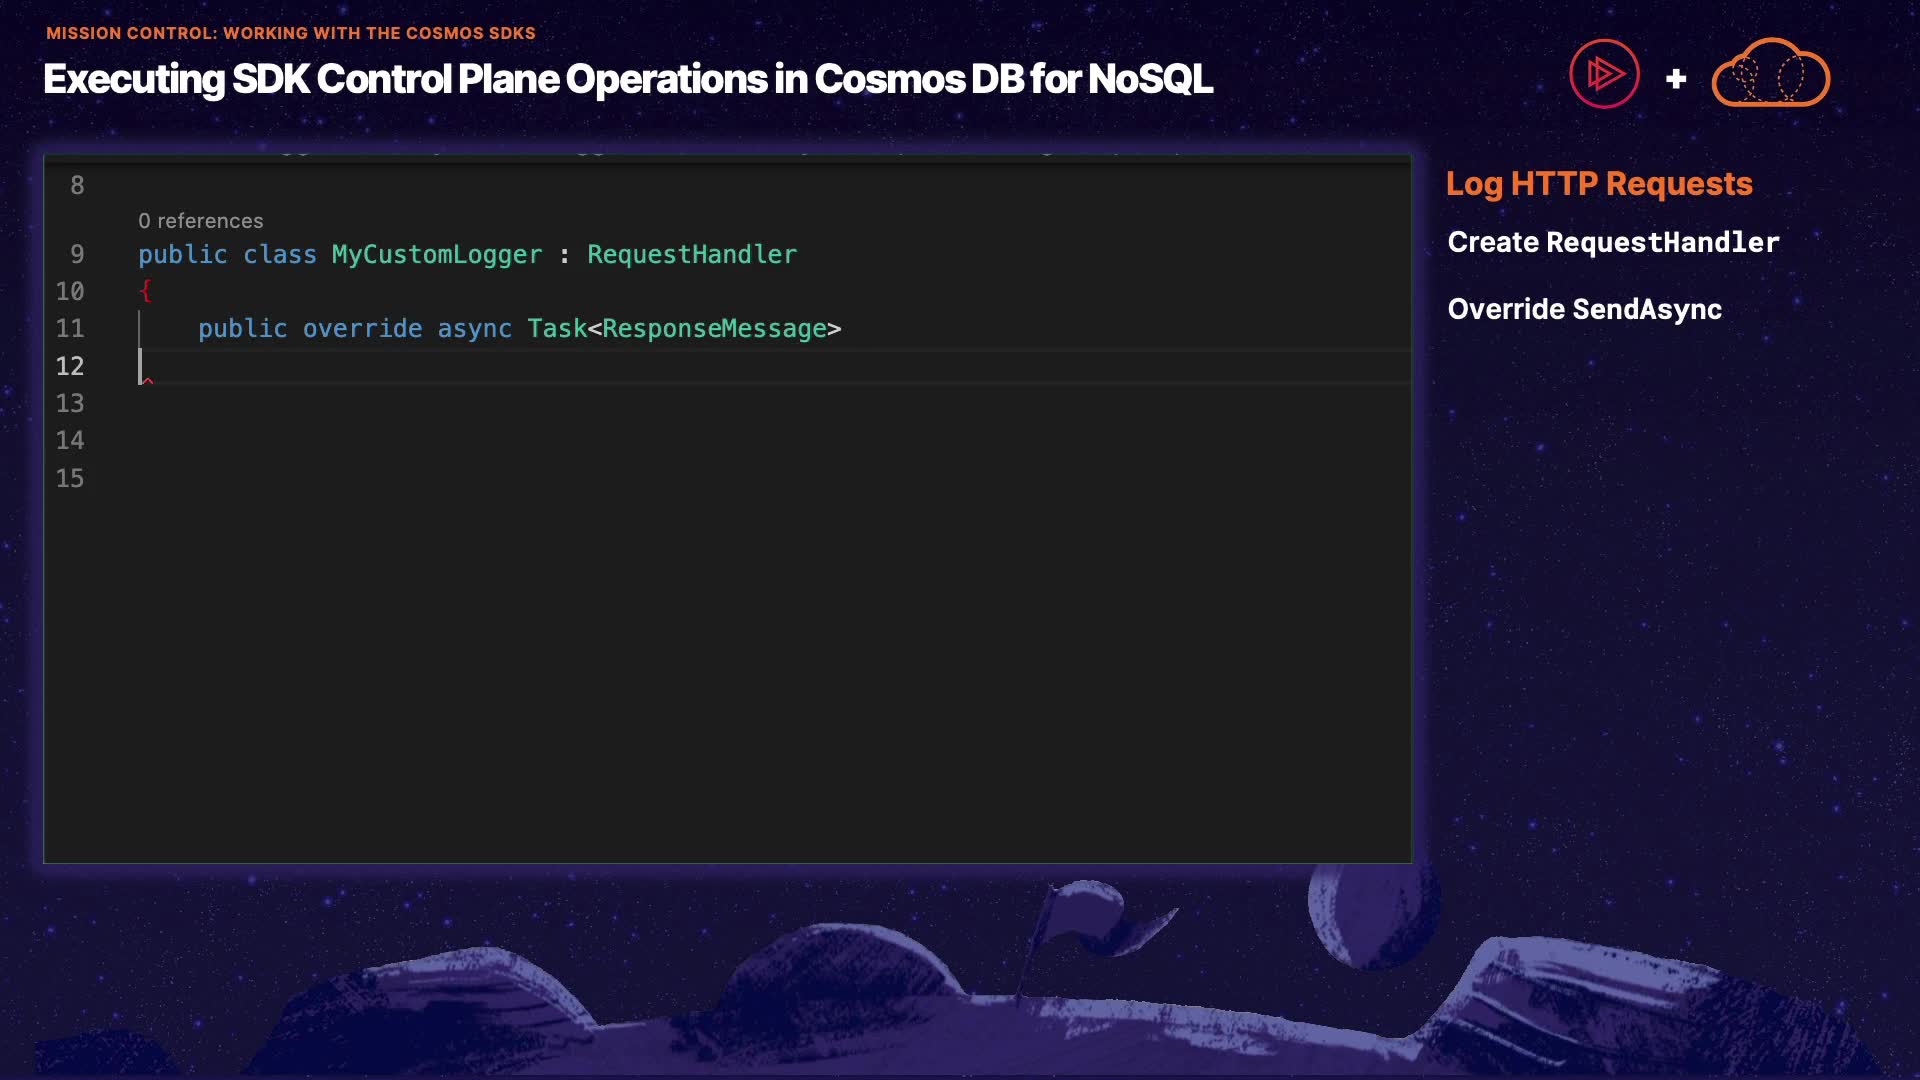 MISSION CONTROL: WORKING WITH THE COSMOS SDKS
Executing SDK Control Plane Operations in Cosmos DB for NoSQL
8
0 references
9 public class MyCustomLogger : RequestHandler
10 {
11 public override async Task<ResponseMessage>
12
13
14
15
Log HTTP Requests
Create RequestHandler
Override SendAsync